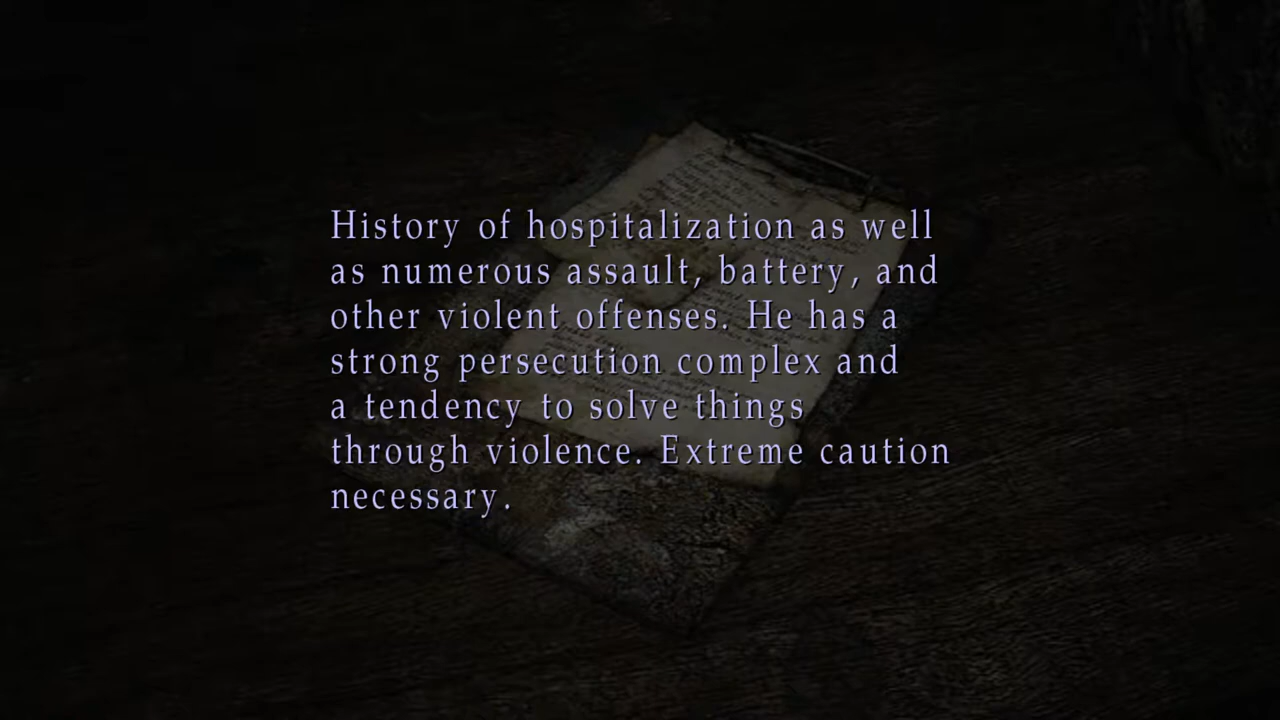 History of hospitalization as well
as numerous assault, battery, and
other violent offenses. He has a
strong persecution complex and
a tendency to solve things
through violence. Extreme caution
necessary.